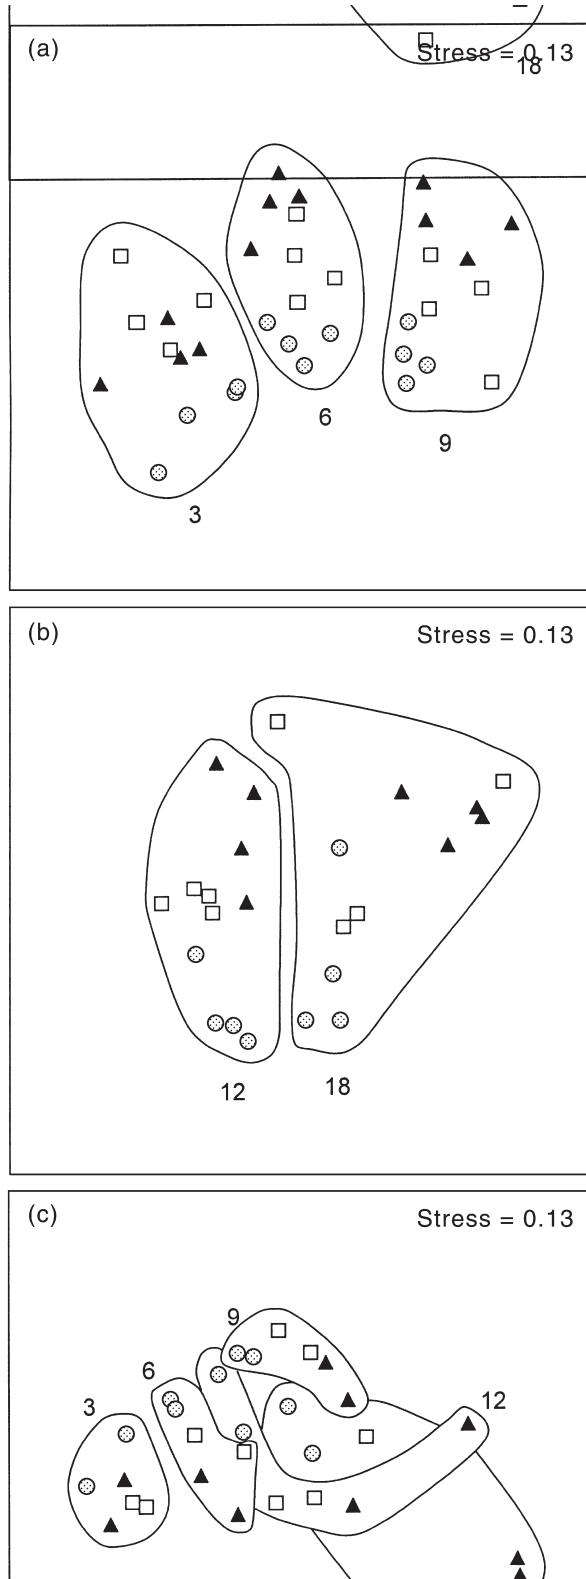 (a)
Stress = 0.13
18
6
9
3
(b)
Stress = 0.13
12
18
(c)
Stress = 0.13
9
6
3
12